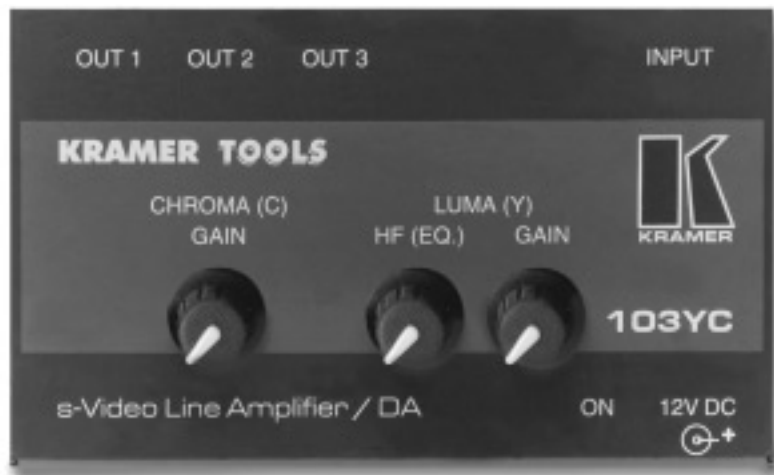 OUT 1 OUT 2 OUT 3 INPUT
KRAMER TOOLS
KRAMER
CHROMA (C) LUMA (Y)
GAIN HF (EQ.) GAIN
103YC
s-Video Line Amplifier / DA ON 12V DC
+